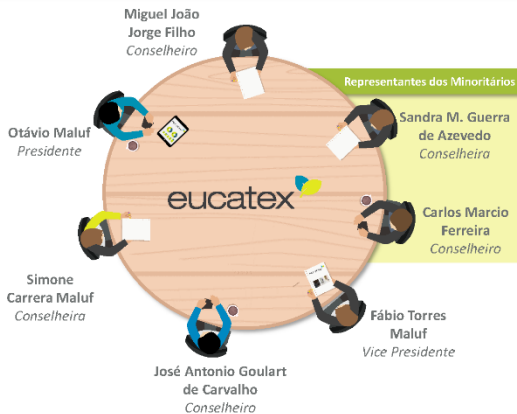 Miguel João
Jorge Filho
Conselheiro
Representantes dos Minoritários
Otávio Maluf
Presidente
Sandra M. Guerra
de Azevedo
Conselheira
eucatex
Carlos Marcio
Ferreira
Conselheiro
Simone
Carrera Maluf
Conselheira
Fábio Torres
Maluf
Vice Presidente
José Antonio Goulart
de Carvalho
Conselheiro